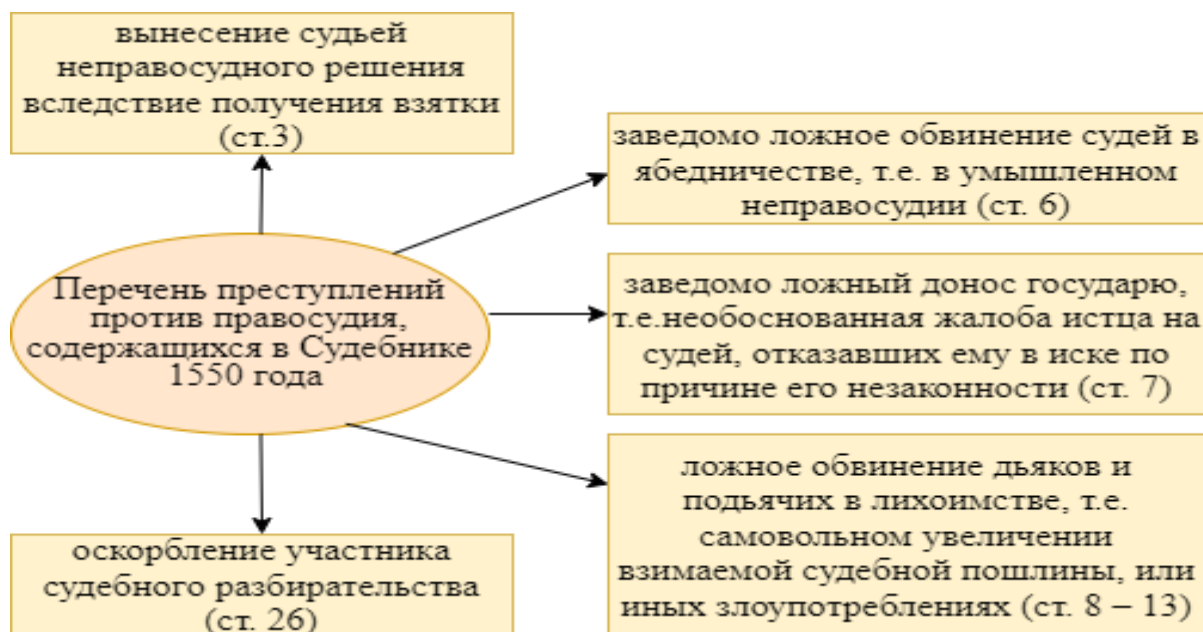 вынесение судьей
неправосудного решения
вследствие получения взятки
(ст.3)
заведомо ложное обвинение судей в
ябедничестве, т.е. в умышленном
неправосудии (ст. 6)
Перечень преступлений
против правосудия,
содержащихся в Судебнике
1550 года
заведомо ложный донос государю,
т.е.необоснованная жалоба истца на
судей, отказавших ему в иске по
причине его незаконности (ст. 7)
ложное обвинение дьяков и
подьячих в лихоимстве, т.е.
самовольном увеличении
взимаемой судебной пошлины, или
иных злоупотреблениях (ст. 8 – 13)
оскорбление участника
судебного разбирательства
(ст. 26)